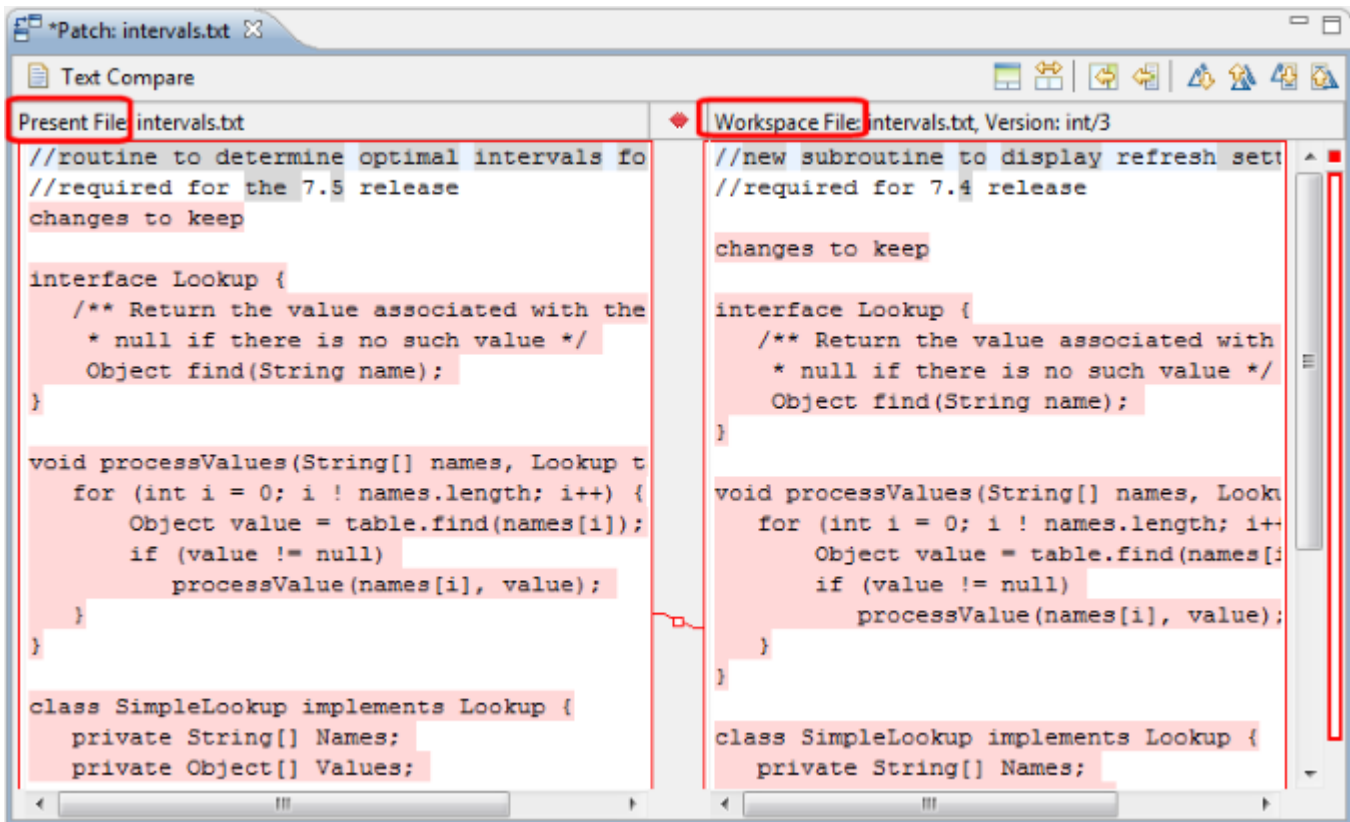 *Patch: intervals.txt
Text Compare
Present File: intervals.txt
//routine to determine optimal intervals fo
//required for the 7.5 release
changes to keep
interface Lookup {
/** Return the value associated with the
* null if there is no such value */
Object find(String name);
}
void processValues(String[] names, Lookup t
for (int i = 0; i ! names.length; i++) {
Object value = table.find(names[i]);
if (value != null)
processValue(names[i], value);
}
}
class SimpleLookup implements Lookup {
private String[] Names;
private Object[] Values;
Workspace File: intervals.txt, Version: int/3
//new subroutine to display refresh sett
//required for 7.4 release
changes to keep
interface Lookup {
/** Return the value associated with
* null if there is no such value */
Object find(String name);
}
void processValues(String[] names, Looku
for (int i = 0; i ! names.length; i++
Object value = table.find(names[i
if (value != null)
processValue(names[i], value);
}
}
class SimpleLookup implements Lookup {
private String[] Names;